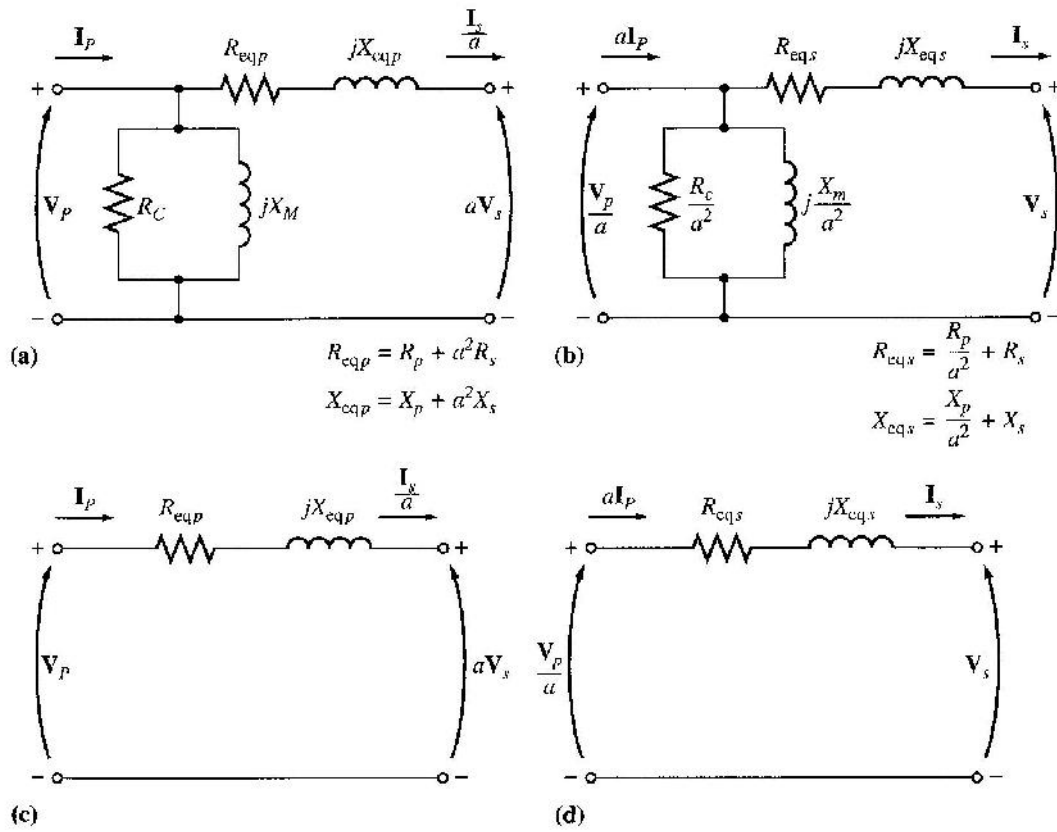 I_P R_eqp jX_eqp I_s/a
+ +
V_P R_C jX_M aV_s
− −
(a)
R_eqp = R_p + a²R_s
X_eqp = X_p + a²X_s
aI_P R_eqs jX_eqs I_s
+ +
V_p/a R_c/a² j X_m/a² V_s
− −
(b)
R_eqs = R_p/a² + R_s
X_eqs = X_p/a² + X_s
I_P R_eqp jX_eqp I_s/a
+ +
V_P aV_s
− −
(c)
aI_P R_eqs jX_eqs I_s
+ +
V_p/a V_s
− −
(d)